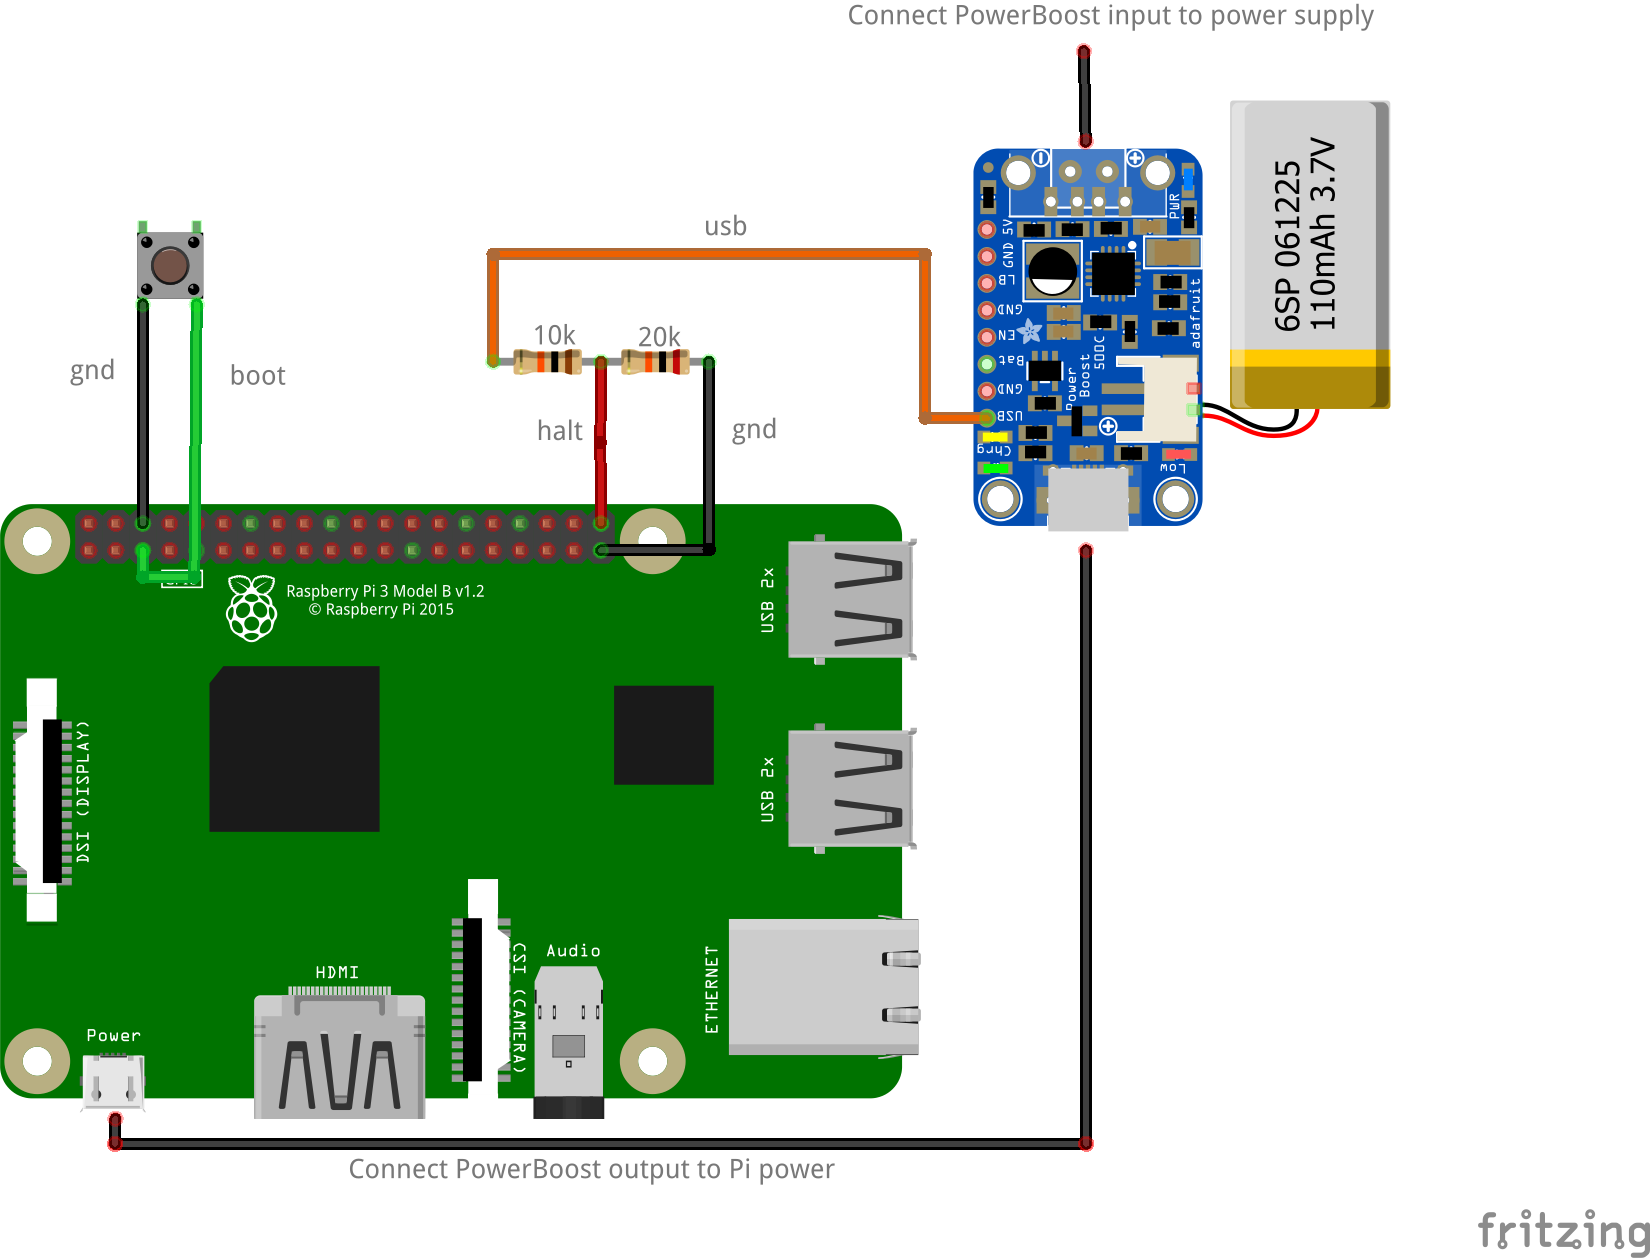 Connect PowerBoost input to power supply
usb
10k
20k
gnd
boot
halt
gnd
PWR
5V
GND
LB
GND
EN
Bat
GND
USB
Chrg
Low
adafruit
Power
Boost
500C
6SP 061225
110mAh 3.7V
Raspberry Pi 3 Model B v1.2
© Raspberry Pi 2015
USB 2x
USB 2x
DSI (DISPLAY)
CSI (CAMERA)
Audio
HDMI
ETHERNET
Power
Connect PowerBoost output to Pi power
fritzing